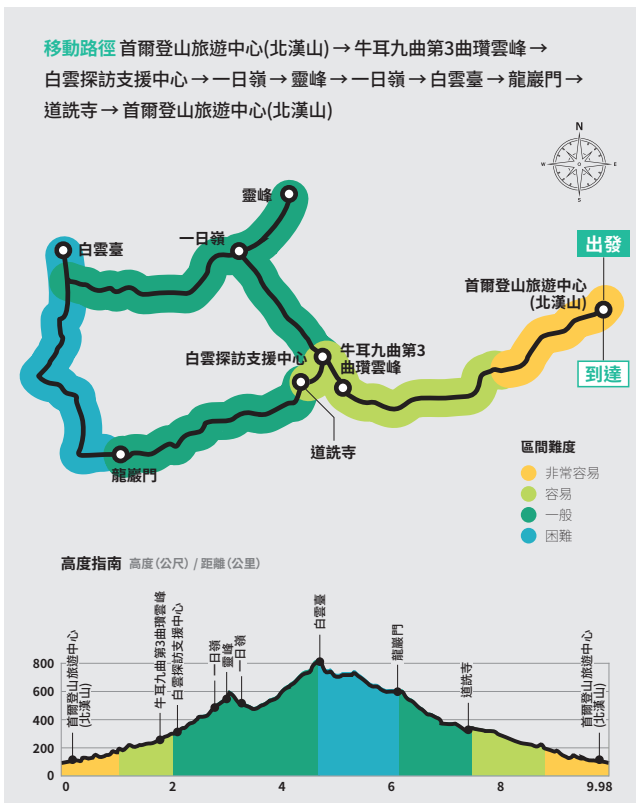 移動路徑 首爾登山旅遊中心(北漢山) → 牛耳九曲第3曲瓚雲峰 →
白雲探訪支援中心 → 一日嶺 → 靈峰 → 一日嶺 → 白雲臺 → 龍巖門 →
道詵寺 → 首爾登山旅遊中心(北漢山)
N
W
E
S
靈峰
一日嶺
白雲臺
出發
首爾登山旅遊中心
(北漢山)
牛耳九曲第3
曲瓚雲峰
白雲探訪支援中心
到達
道詵寺
龍巖門
區間難度
非常容易
容易
一般
困難
高度指南 高度(公尺) / 距離(公里)
800
600
400
200
0
首爾登山旅遊中心
(北漢山)
牛耳九曲第3曲瓚雲峰
白雲探訪支援中心
一日嶺
靈峰
一日嶺
白雲臺
龍巖門
道詵寺
首爾登山旅遊中心
(北漢山)
0 2 4 6 8 9.98